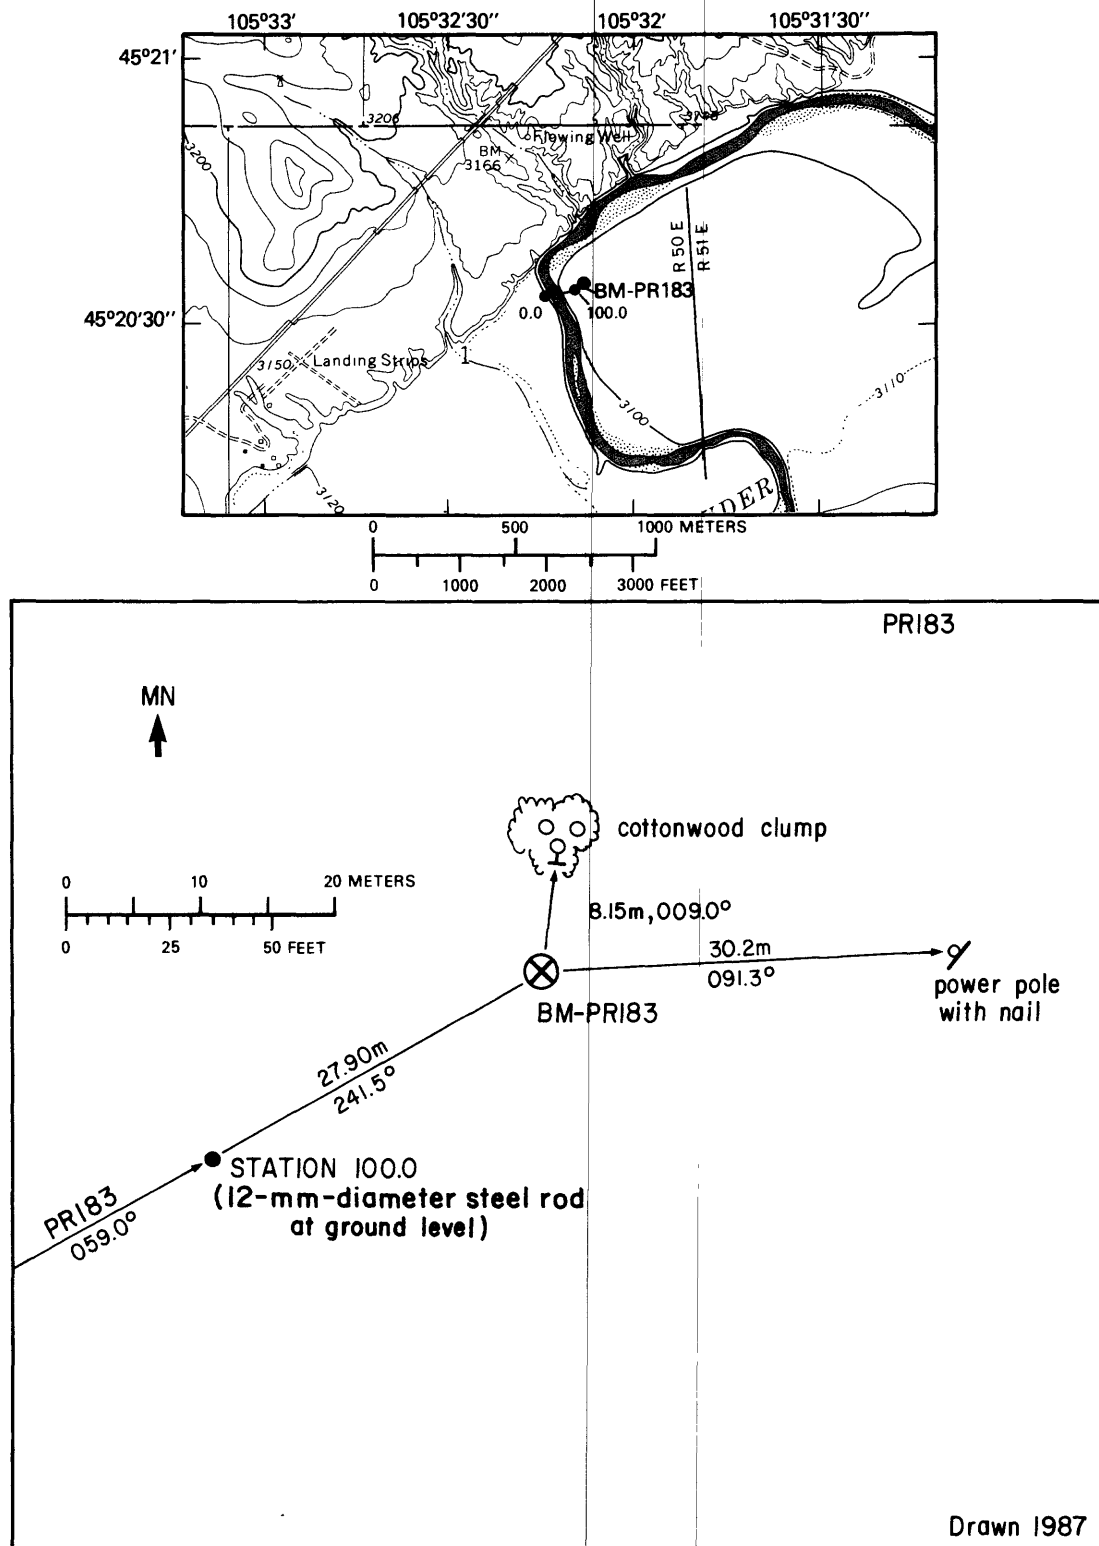 105°33' 105°32'30" 105°32' 105°31'30"
45°21'
3206
Flowing Well
BM
3166
3200
R 50 E
R 51 E
BM-PR183
0.0 100.0
45°20'30"
1
3150
Landing Strips
3110
3100
3120
DER
0 500 1000 METERS
0 1000 2000 3000 FEET
PR183
MN
cottonwood clump
0 10 20 METERS
0 25 50 FEET
8.15m, 009.0°
30.2m
091.3°
power pole
with nail
BM-PR183
27.90m
241.5°
STATION 100.0
(12-mm-diameter steel rod
at ground level)
PR183
059.0°
Drawn 1987